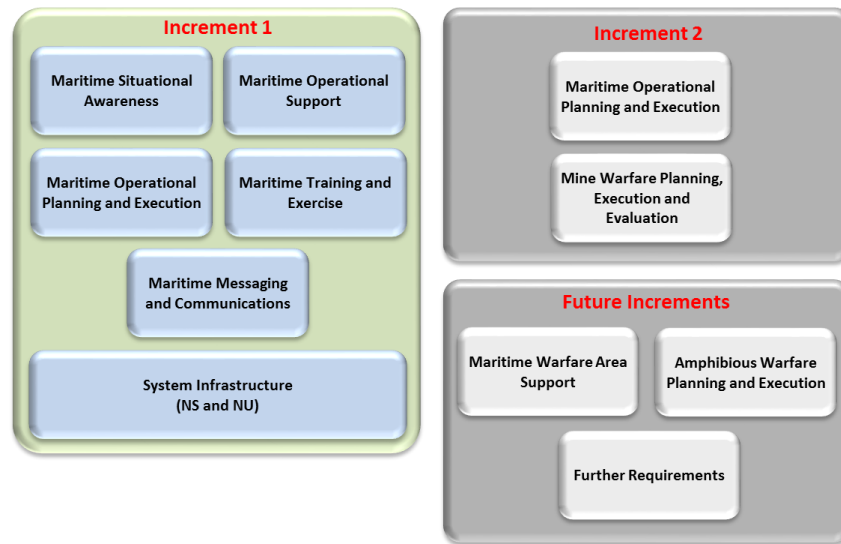 Increment 1
Maritime Situational
Awareness
Maritime Operational
Support
Maritime Operational
Planning and Execution
Maritime Training and
Exercise
Maritime Messaging
and Communications
System Infrastructure
(NS and NU)
Increment 2
Maritime Operational
Planning and Execution
Mine Warfare Planning,
Execution and
Evaluation
Future Increments
Maritime Warfare Area
Support
Amphibious Warfare
Planning and Execution
Further Requirements